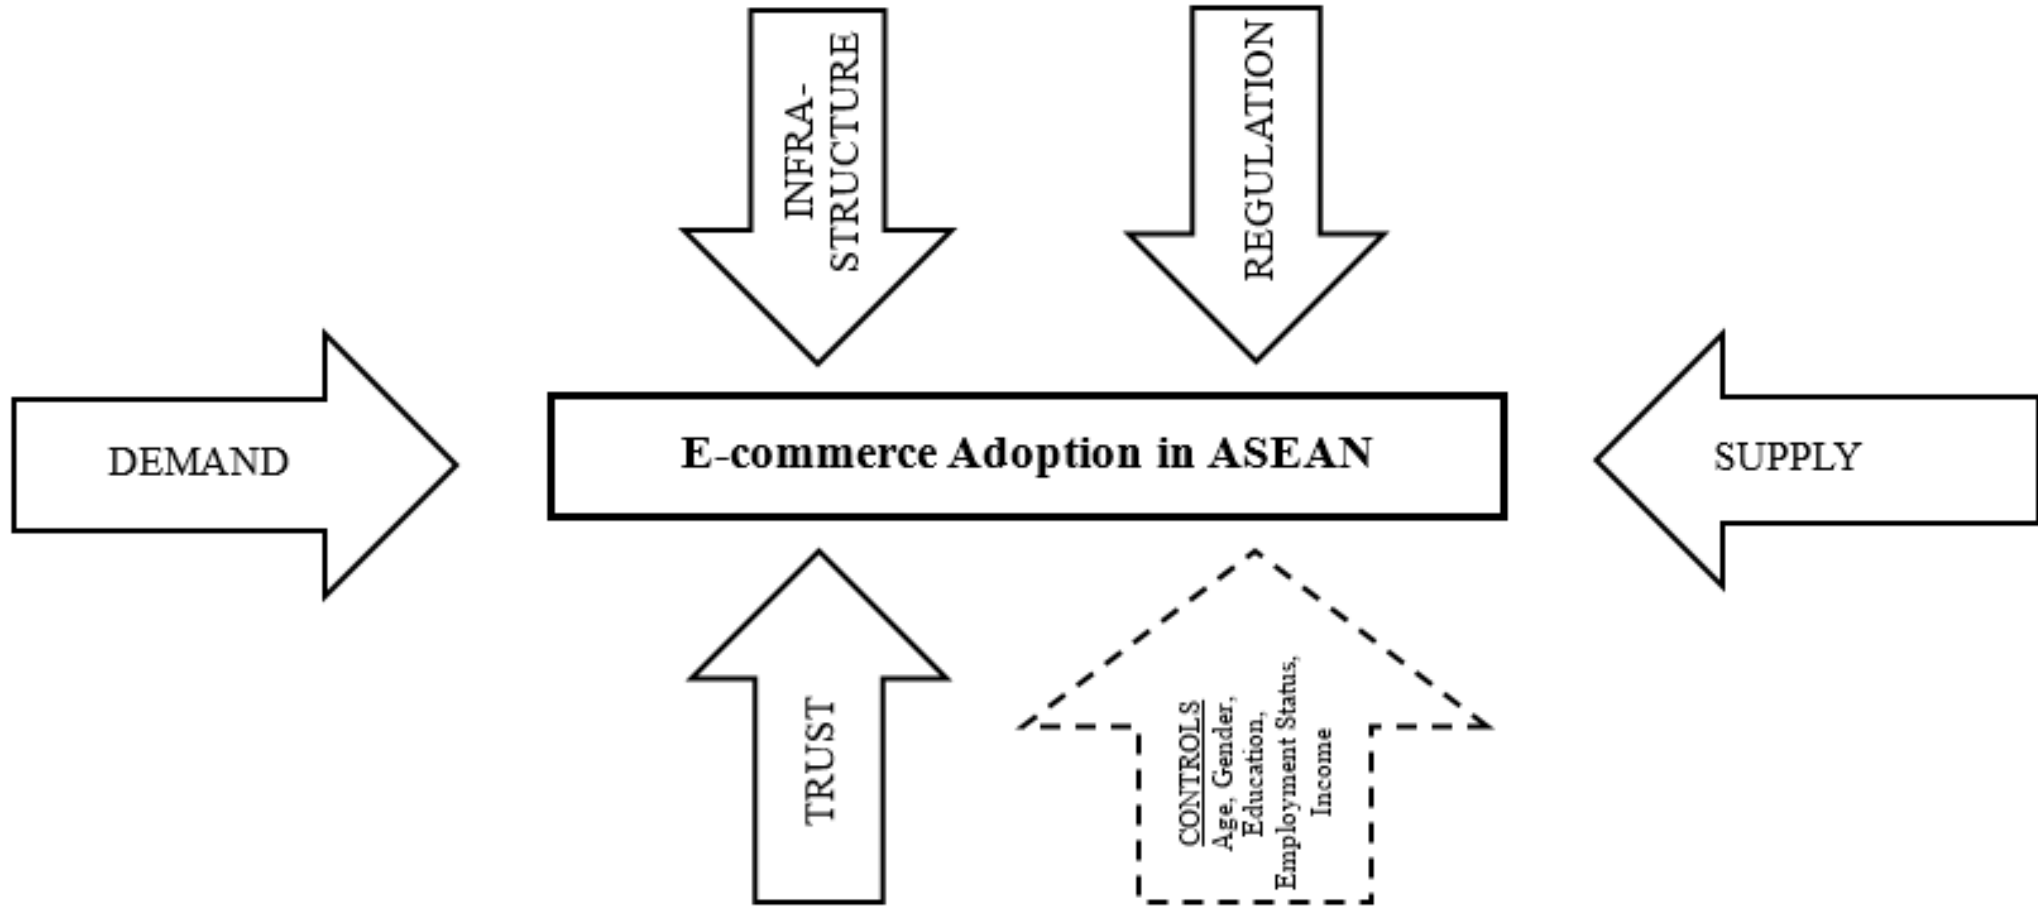 INFRA-
STRUCTURE
REGULATION
DEMAND
E-commerce Adoption in ASEAN
SUPPLY
TRUST
CONTROLS
Age, Gender,
Education,
Employment Status,
Income